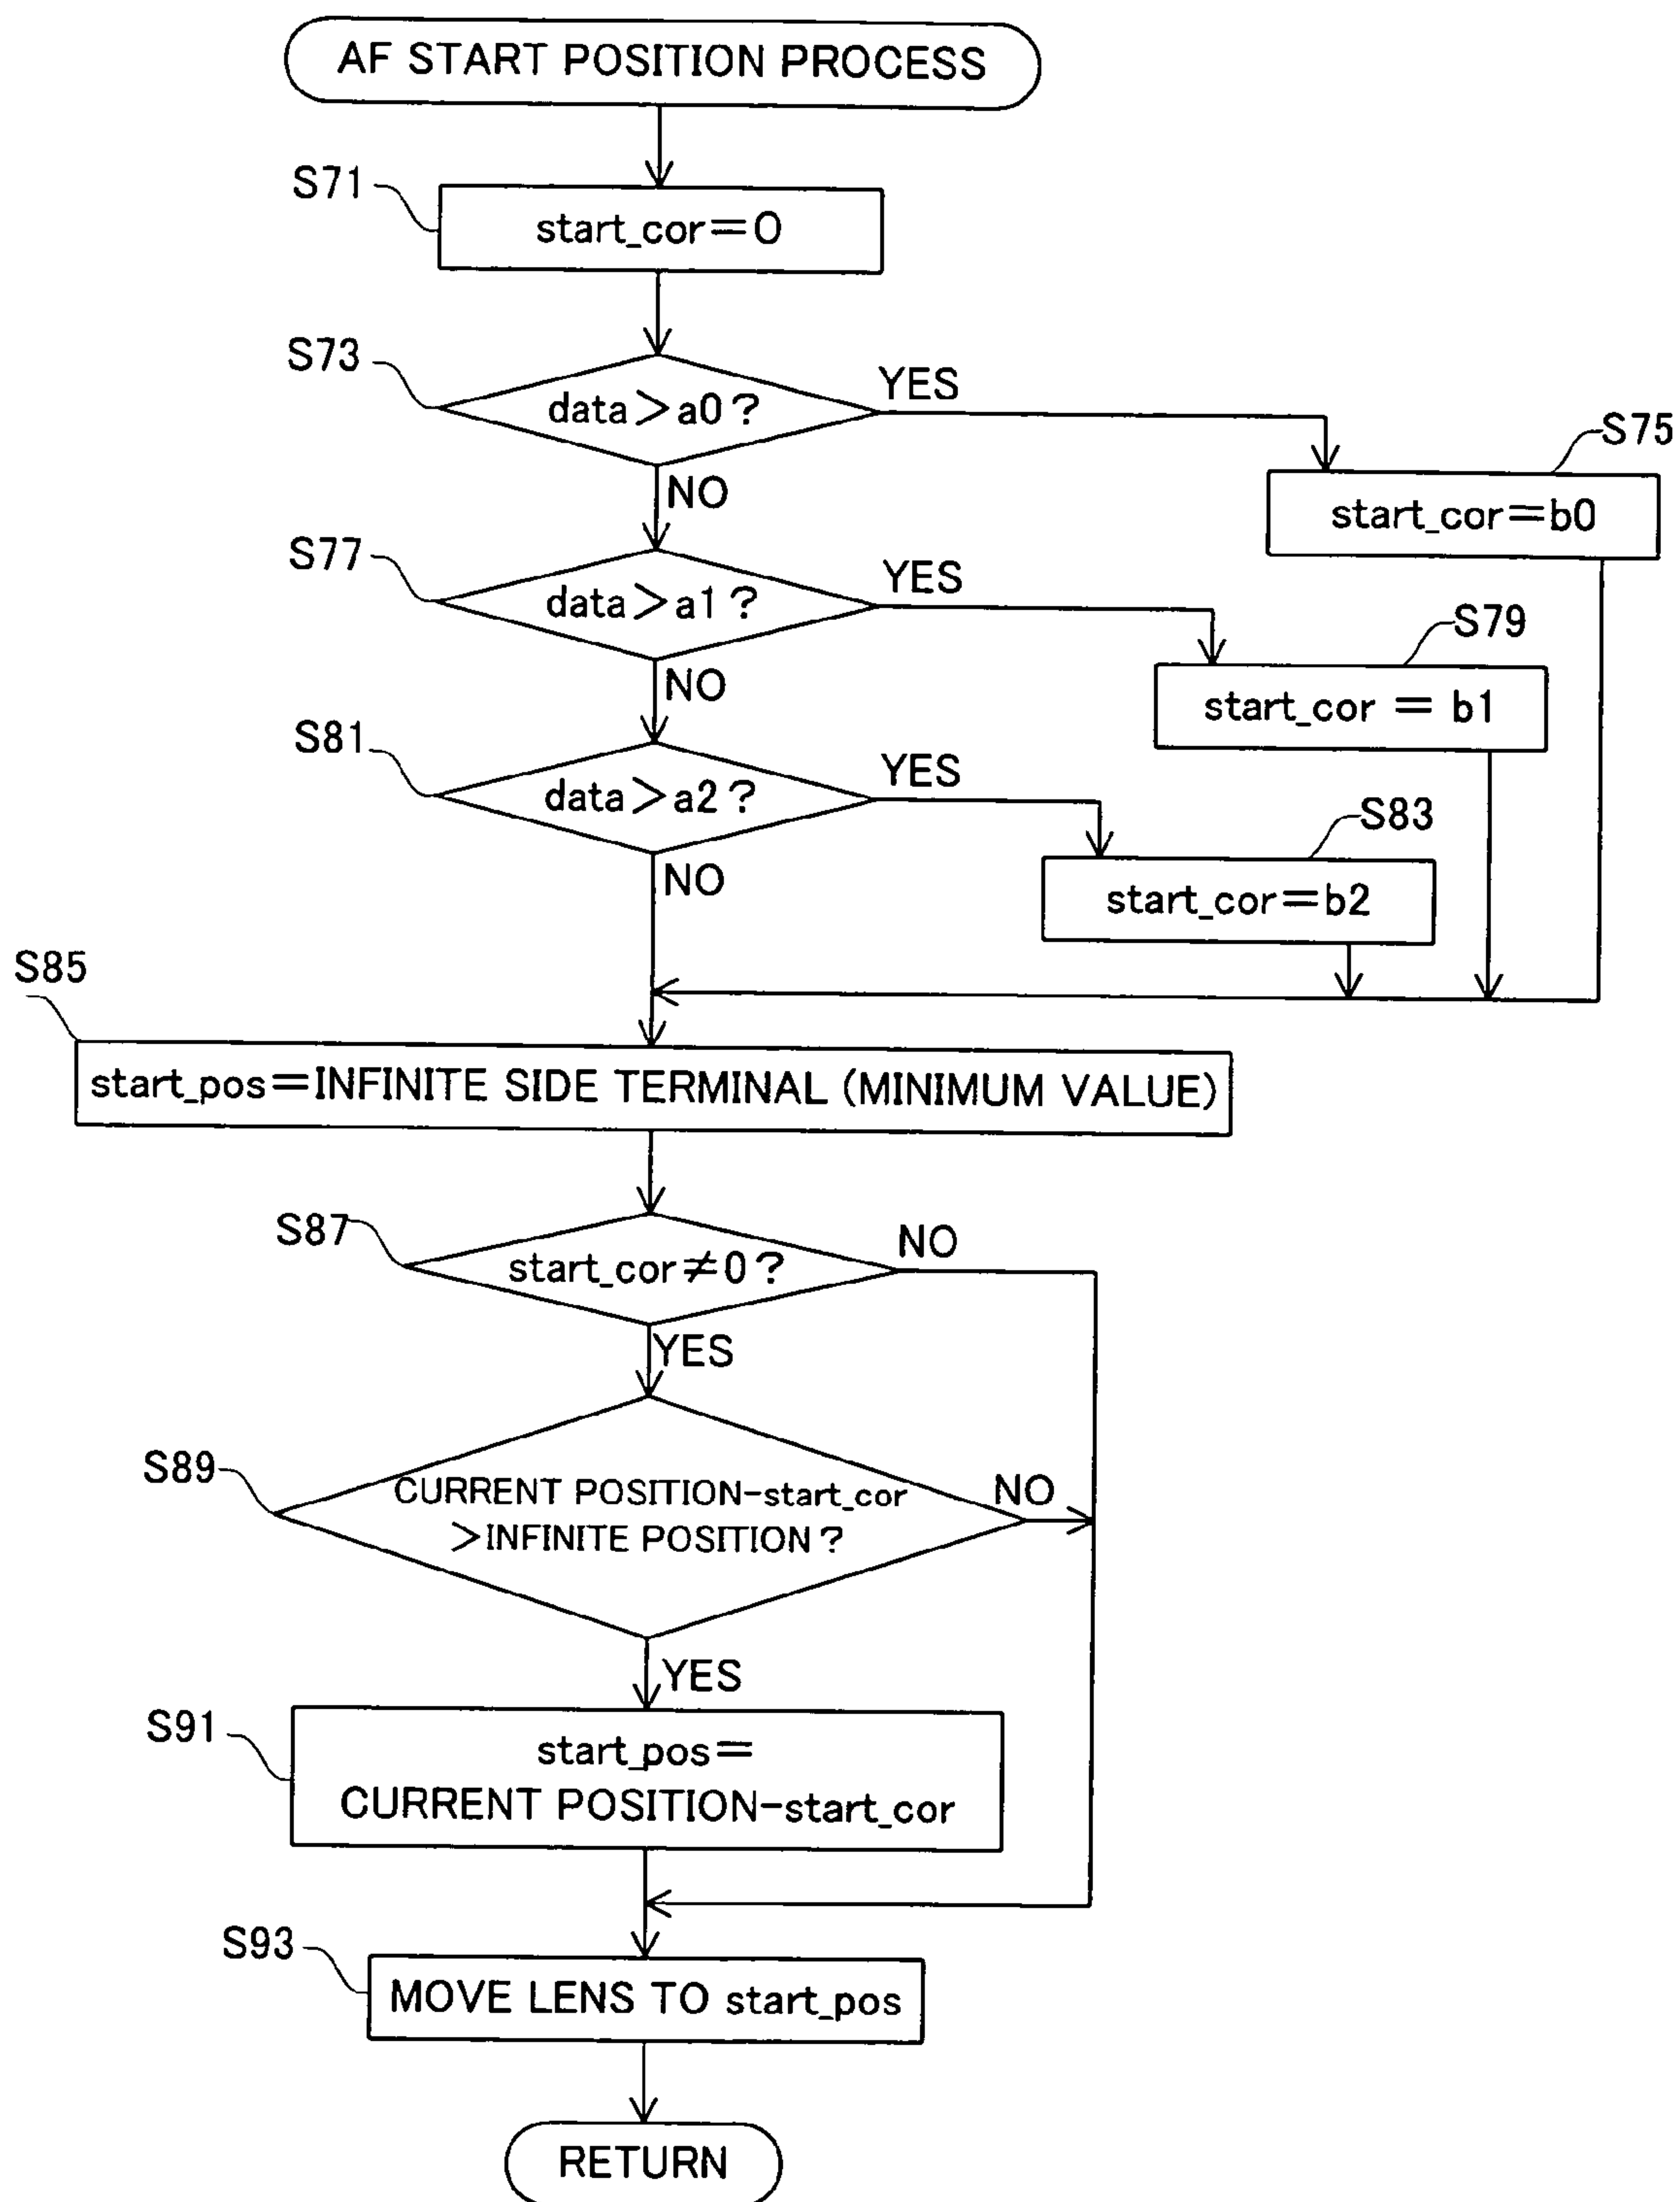 AF START POSITION PROCESS
S71
start_cor=0
S73
data>a0?
YES
S75
start_cor=b0
NO
S77
data>a1?
YES
S79
start_cor = b1
NO
S81
data>a2?
YES
S83
start_cor=b2
NO
S85
start_pos=INFINITE SIDE TERMINAL (MINIMUM VALUE)
S87
start_cor≠0?
NO
YES
S89
CURRENT POSITION-start_cor
>INFINITE POSITION?
NO
YES
S91
start_pos=
CURRENT POSITION-start_cor
S93
MOVE LENS TO start_pos
RETURN